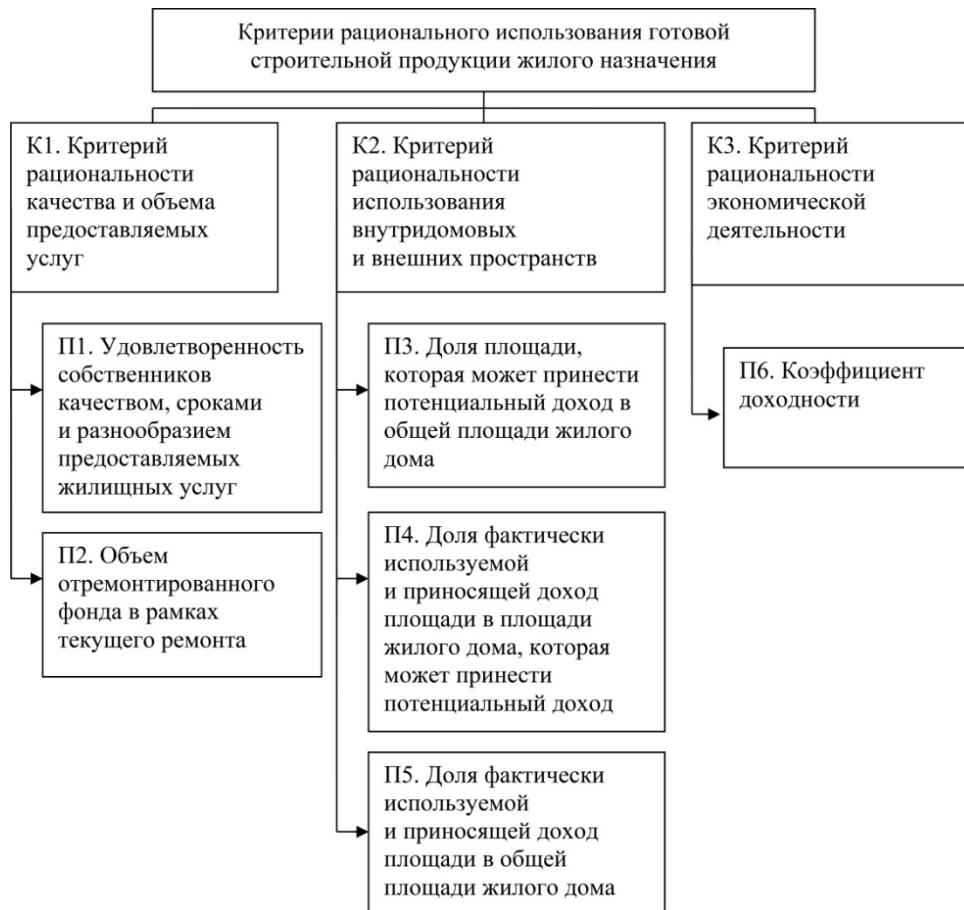 Критерии рационального использования готовой
строительной продукции жилого назначения
К1. Критерий
рациональности
качества и объема
предоставляемых
услуг
П1. Удовлетворенность
собственников
качеством, сроками
и разнообразием
предоставляемых
жилищных услуг
П2. Объем
отремонтированного
фонда в рамках
текущего ремонта
К2. Критерий
рациональности
использования
внутридомовых
и внешних пространств
П3. Доля площади,
которая может принести
потенциальный доход в
общей площади жилого
дома
П4. Доля фактически
используемой
и приносящей доход
площади в площади
жилого дома, которая
может принести
потенциальный доход
П5. Доля фактически
используемой
и приносящей доход
площади в общей
площади жилого дома
К3. Критерий
рациональности
экономической
деятельности
П6. Коэффициент
доходности